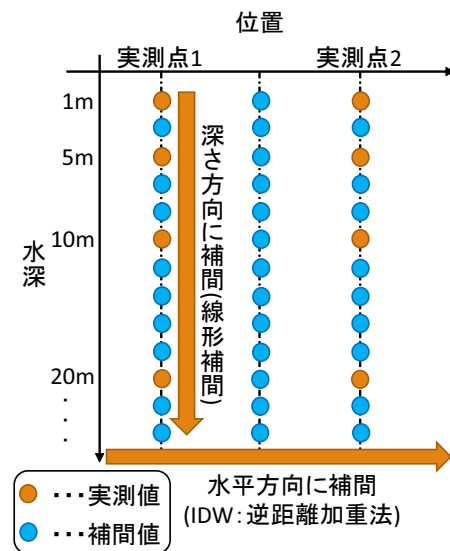 位置
実測点1
実測点2
1m
5m
10m
20m
・・・
水深
深さ方向に補間(線形補間)
水平方向に補間
(IDW:逆距離加重法)
・・・実測値
・・・補間値